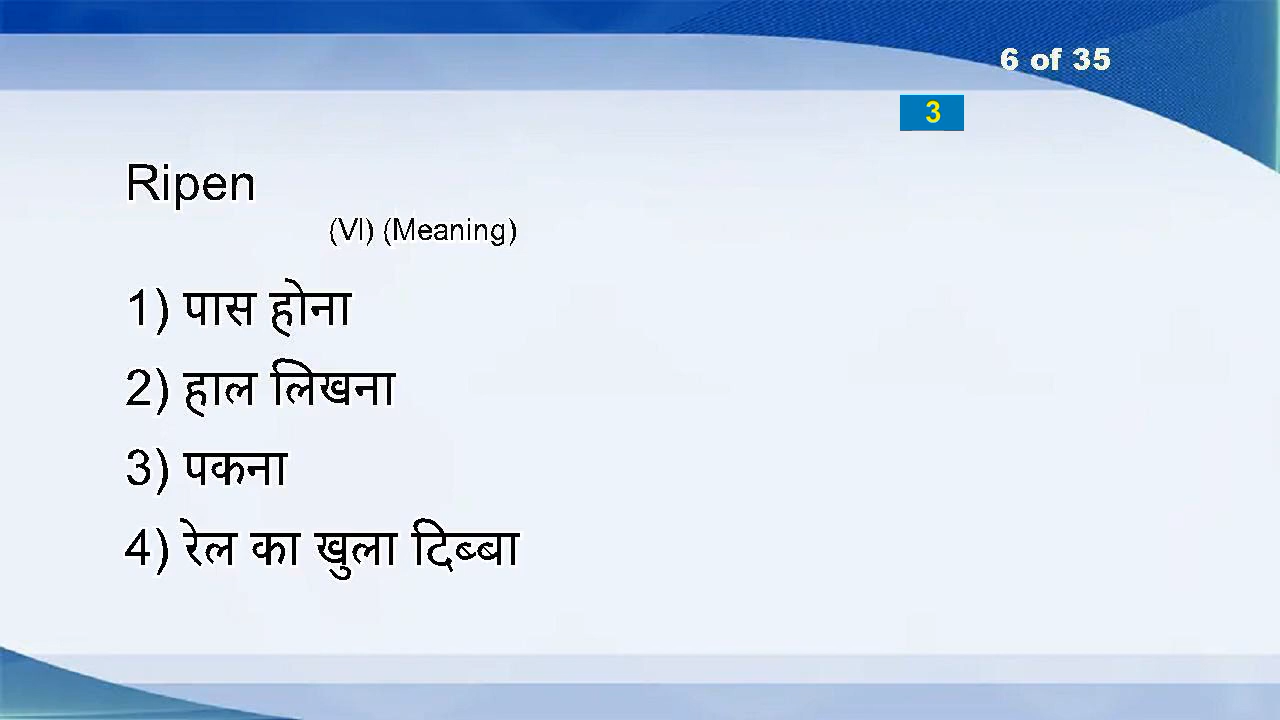 6 of 35
3
Ripen
(VI) (Meaning)
1) पास होना
2) हाल लिखना
3) पकना
4) रेल का खुला दिब्बा